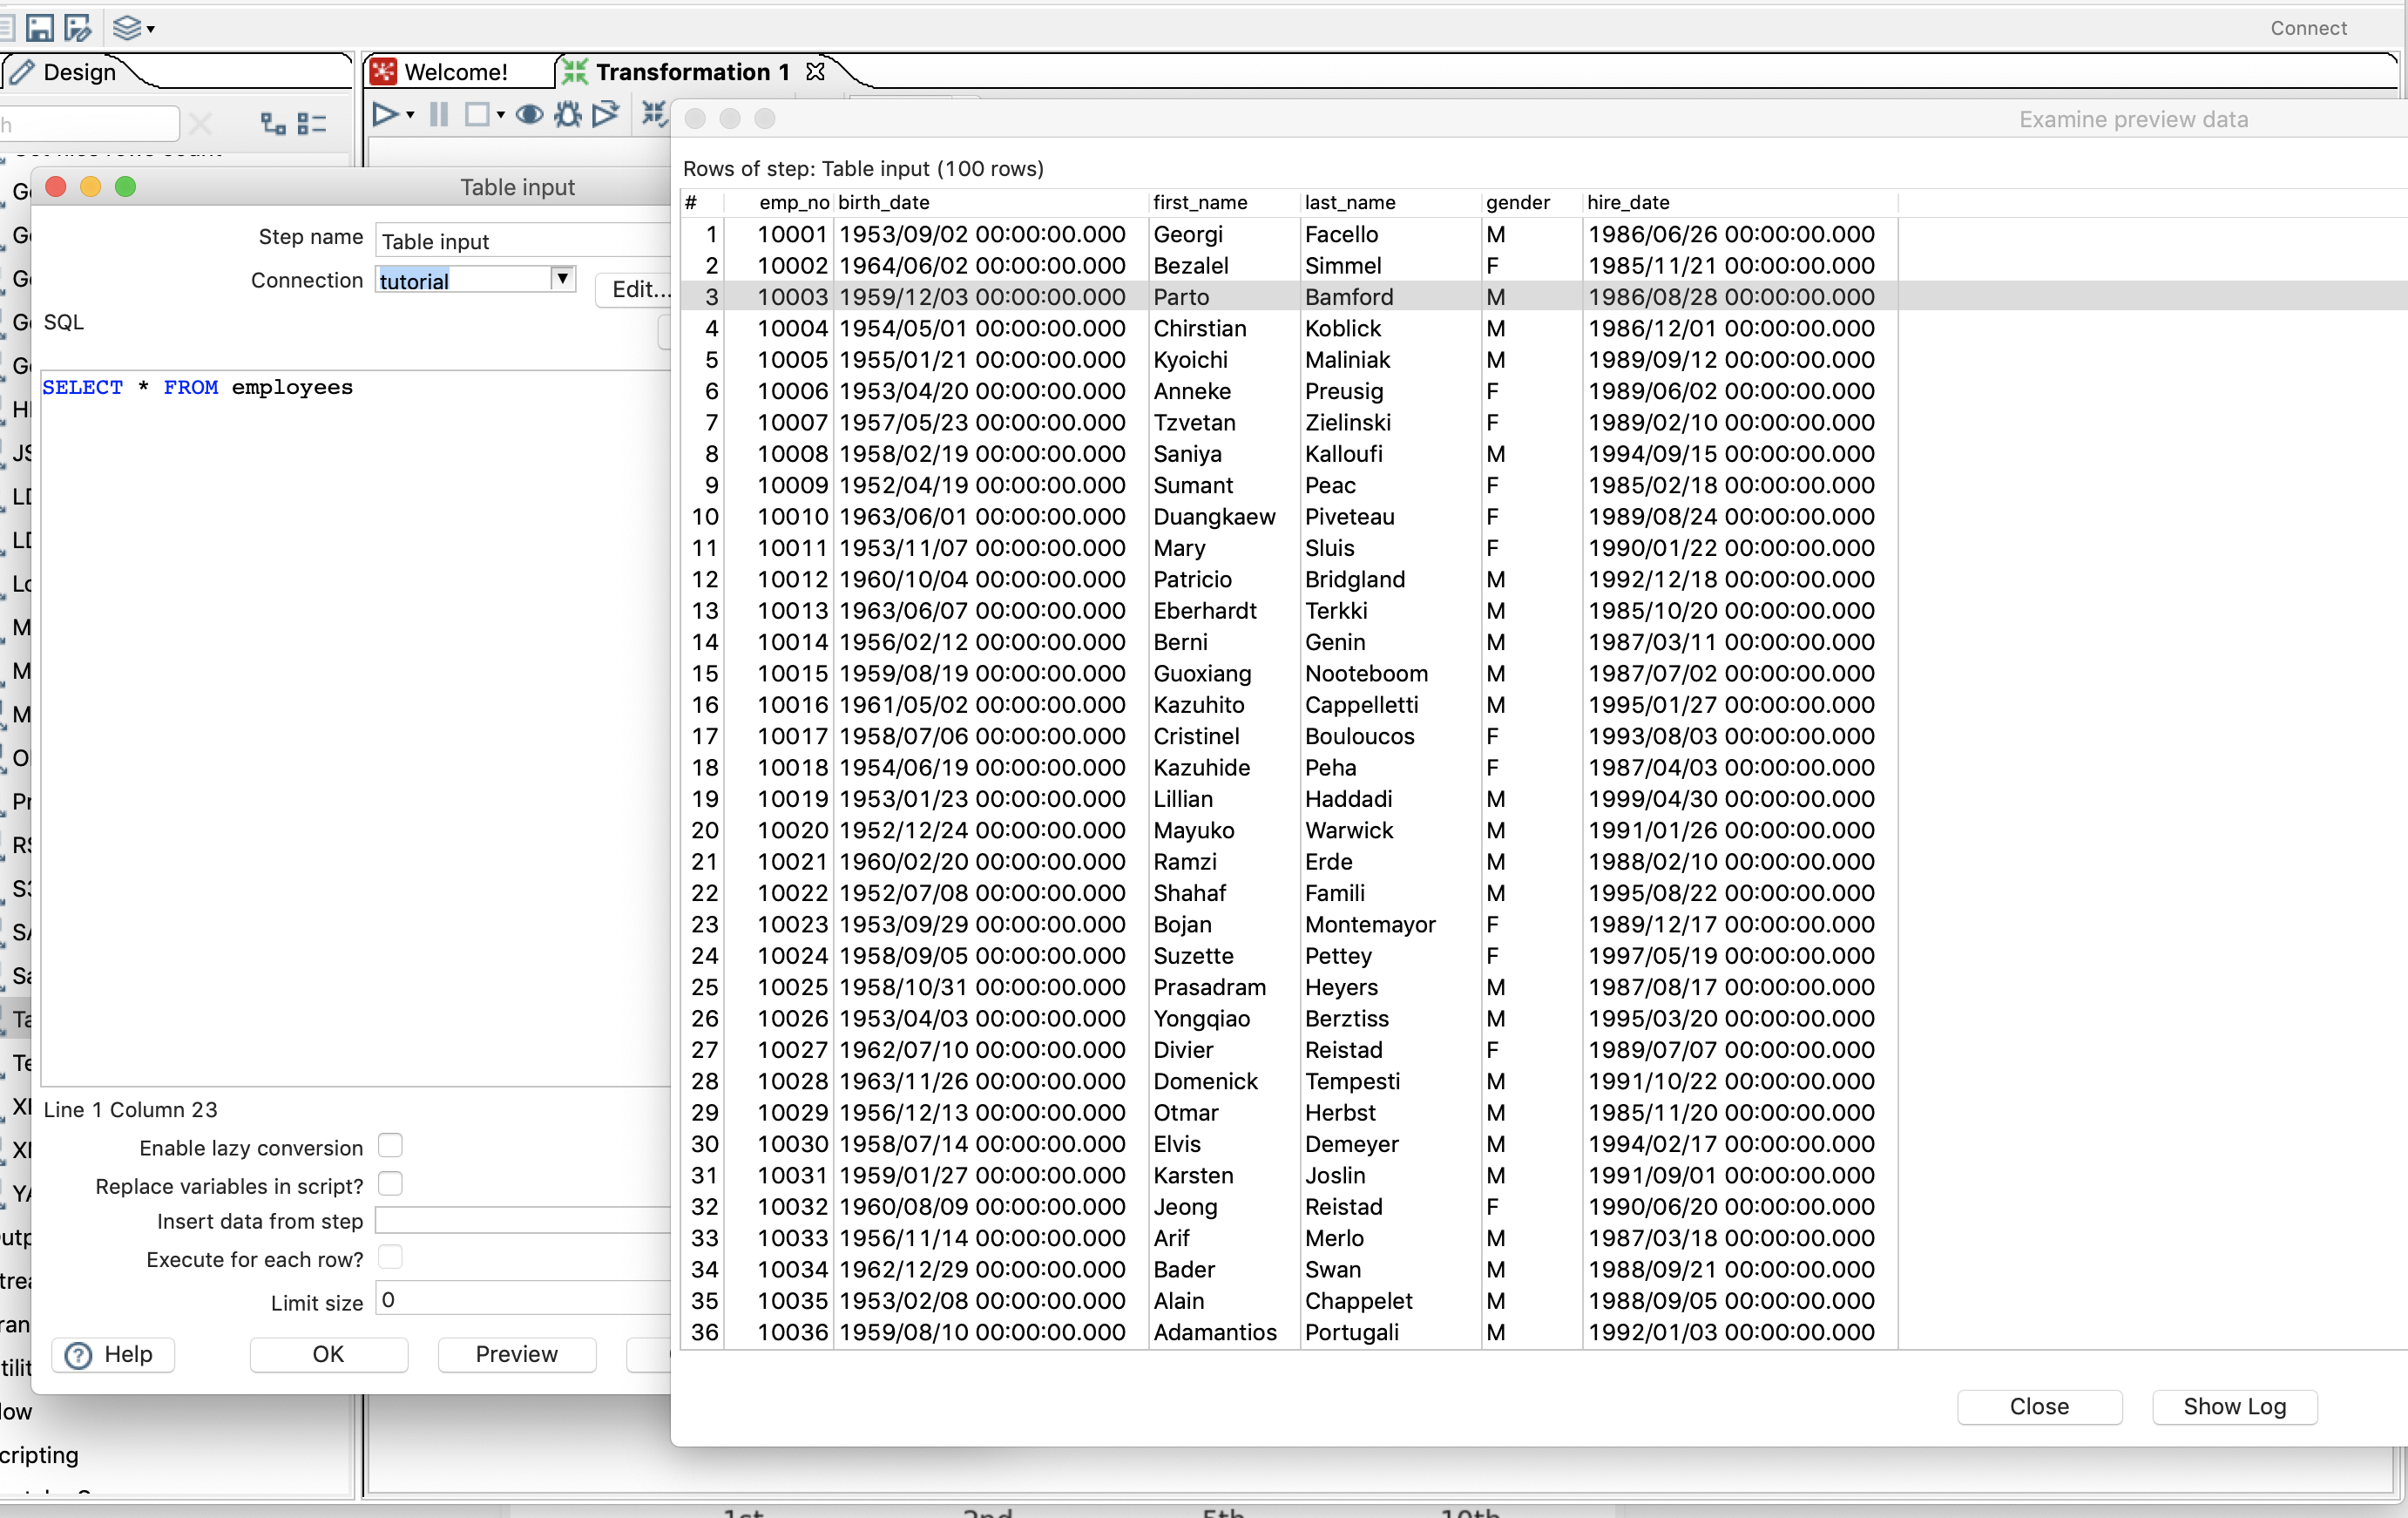 Connect
Design
Welcome!
Transformation 1
Examine preview data
Table input
Step name Table input
Connection tutorial Edit...
SQL
SELECT * FROM employees
Line 1 Column 23
Enable lazy conversion
Replace variables in script?
Insert data from step
Execute for each row?
Limit size 0
Help OK Preview
cripting
Rows of step: Table input (100 rows)
# emp_no birth_date first_name last_name gender hire_date
1 10001 1953/09/02 00:00:00.000 Georgi Facello M 1986/06/26 00:00:00.000
2 10002 1964/06/02 00:00:00.000 Bezalel Simmel F 1985/11/21 00:00:00.000
3 10003 1959/12/03 00:00:00.000 Parto Bamford M 1986/08/28 00:00:00.000
4 10004 1954/05/01 00:00:00.000 Chirstian Koblick M 1986/12/01 00:00:00.000
5 10005 1955/01/21 00:00:00.000 Kyoichi Maliniak M 1989/09/12 00:00:00.000
6 10006 1953/04/20 00:00:00.000 Anneke Preusig F 1989/06/02 00:00:00.000
7 10007 1957/05/23 00:00:00.000 Tzvetan Zielinski F 1989/02/10 00:00:00.000
8 10008 1958/02/19 00:00:00.000 Saniya Kalloufi M 1994/09/15 00:00:00.000
9 10009 1952/04/19 00:00:00.000 Sumant Peac F 1985/02/18 00:00:00.000
10 10010 1963/06/01 00:00:00.000 Duangkaew Piveteau F 1989/08/24 00:00:00.000
11 10011 1953/11/07 00:00:00.000 Mary Sluis F 1990/01/22 00:00:00.000
12 10012 1960/10/04 00:00:00.000 Patricio Bridgland M 1992/12/18 00:00:00.000
13 10013 1963/06/07 00:00:00.000 Eberhardt Terkki M 1985/10/20 00:00:00.000
14 10014 1956/02/12 00:00:00.000 Berni Genin M 1987/03/11 00:00:00.000
15 10015 1959/08/19 00:00:00.000 Guoxiang Nooteboom M 1987/07/02 00:00:00.000
16 10016 1961/05/02 00:00:00.000 Kazuhito Cappelletti M 1995/01/27 00:00:00.000
17 10017 1958/07/06 00:00:00.000 Cristinel Bouloucos F 1993/08/03 00:00:00.000
18 10018 1954/06/19 00:00:00.000 Kazuhide Peha F 1987/04/03 00:00:00.000
19 10019 1953/01/23 00:00:00.000 Lillian Haddadi M 1999/04/30 00:00:00.000
20 10020 1952/12/24 00:00:00.000 Mayuko Warwick M 1991/01/26 00:00:00.000
21 10021 1960/02/20 00:00:00.000 Ramzi Erde M 1988/02/10 00:00:00.000
22 10022 1952/07/08 00:00:00.000 Shahaf Famili M 1995/08/22 00:00:00.000
23 10023 1953/09/29 00:00:00.000 Bojan Montemayor F 1989/12/17 00:00:00.000
24 10024 1958/09/05 00:00:00.000 Suzette Pettey F 1997/05/19 00:00:00.000
25 10025 1958/10/31 00:00:00.000 Prasadram Heyers M 1987/08/17 00:00:00.000
26 10026 1953/04/03 00:00:00.000 Yongqiao Berztiss M 1995/03/20 00:00:00.000
27 10027 1962/07/10 00:00:00.000 Divier Reistad F 1989/07/07 00:00:00.000
28 10028 1963/11/26 00:00:00.000 Domenick Tempesti M 1991/10/22 00:00:00.000
29 10029 1956/12/13 00:00:00.000 Otmar Herbst M 1985/11/20 00:00:00.000
30 10030 1958/07/14 00:00:00.000 Elvis Demeyer M 1994/02/17 00:00:00.000
31 10031 1959/01/27 00:00:00.000 Karsten Joslin M 1991/09/01 00:00:00.000
32 10032 1960/08/09 00:00:00.000 Jeong Reistad F 1990/06/20 00:00:00.000
33 10033 1956/11/14 00:00:00.000 Arif Merlo M 1987/03/18 00:00:00.000
34 10034 1962/12/29 00:00:00.000 Bader Swan M 1988/09/21 00:00:00.000
35 10035 1953/02/08 00:00:00.000 Alain Chappelet M 1988/09/05 00:00:00.000
36 10036 1959/08/10 00:00:00.000 Adamantios Portugali M 1992/01/03 00:00:00.000
Close Show Log
1st 2nd 5th 10th